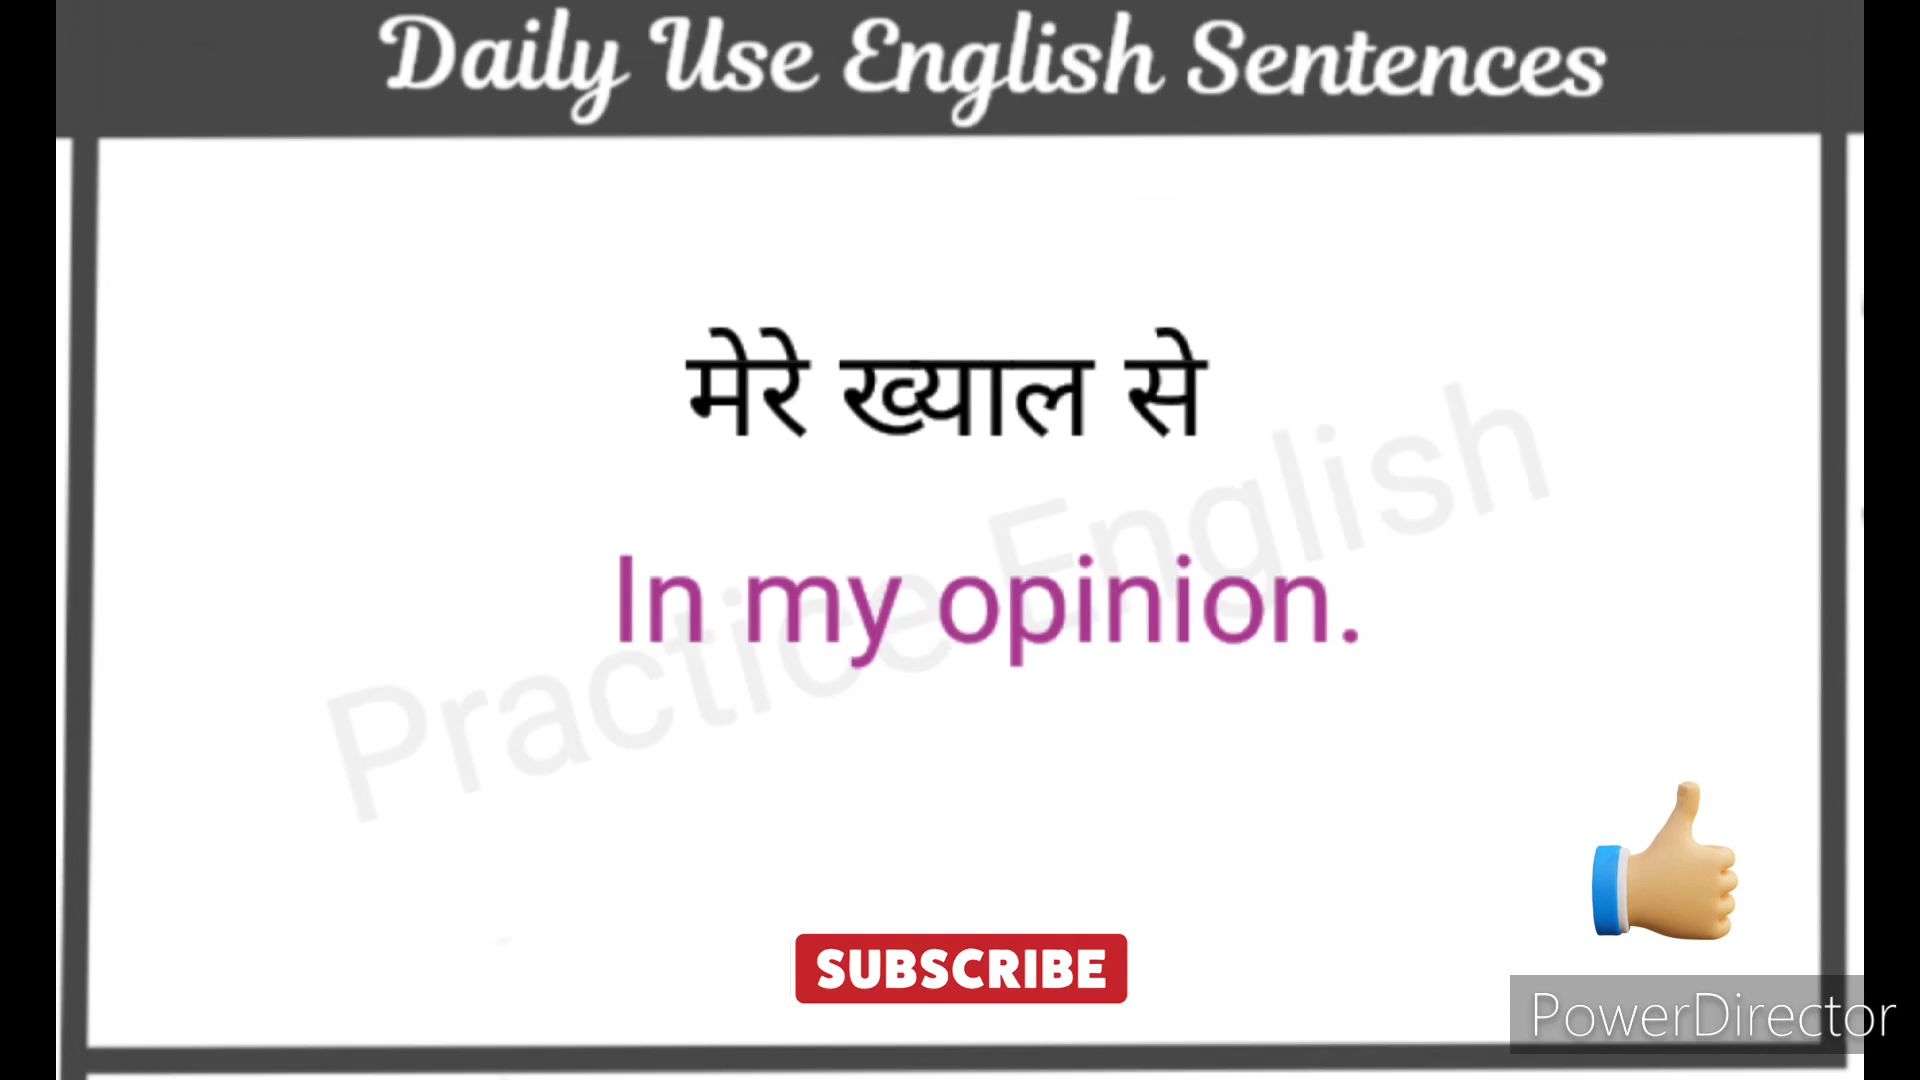 Daily Use English Sentences
मेरे ख्याल से
In my opinion.
Practice English
SUBSCRIBE
PowerDirector